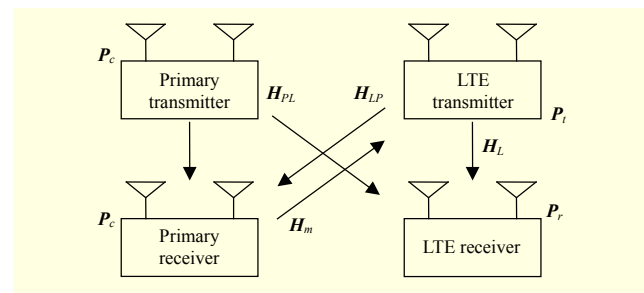 P_c
Primary
transmitter
H_PL
H_LP
LTE
transmitter
P_t
H_L
P_c
Primary
receiver
H_m
LTE receiver
P_r